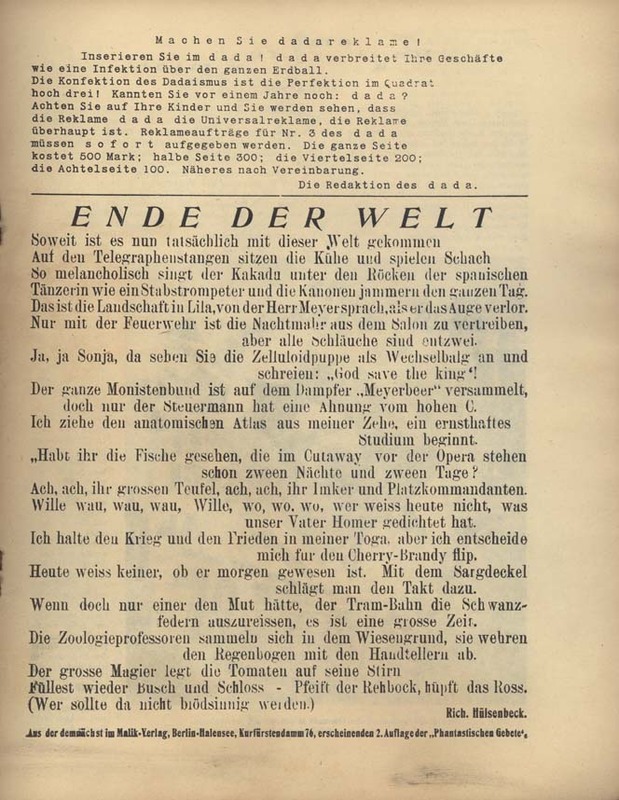 Machen Sie dadareklame!
Inserieren Sie im dada! dada verbreitet Ihre Geschäfte
wie eine Infektion über den ganzen Erdball.
Die Konfektion des Dadaismus ist die Perfektion im Quadrat
hoch drei! Kannten Sie vor einem Jahre noch: dada?
Achten Sie auf Ihre Kinder und Sie werden sehen, dass
die Reklame dada die Universalreklame, die Reklame
überhaupt ist. Reklameaufträge für Nr. 3 des dada
müssen sofort aufgegeben werden. Die ganze Seite
kostet 500 Mark; halbe Seite 300; die Viertelseite 200;
die Achtelseite 100. Näheres nach Vereinbarung.
Die Redaktion des dada.
ENDE DER WELT
Soweit ist es nun tatsächlich mit dieser Welt gekommen
Auf den Telegraphenstangen sitzen die Kühe und spielen Schach
So melancholisch singt der Kakadu unter den Röcken der spanischen
Tänzerin wie ein Stabstrompeter und die Kanonen jammern den ganzen Tag.
Das ist die Landschaft in Lila, von der Herr Meyer sprach, als er das Auge verlor.
Nur mit der Feuerwehr ist die Nachtmahr aus dem Salon zu vertreiben,
aber alle Schläuche sind entzwei.
Ja, ja Sonja, da sehen Sie die Zelluloidpuppe als Wechselbalg an und
schreien: „God save the king“!
Der ganze Monistenbund ist auf dem Dampfer „Meyerbeer“ versammelt,
doch nur der Steuermann hat eine Ahnung vom hohen C.
Ich ziehe den anatomischen Atlas aus meiner Zehe, ein ernsthaftes
Studium beginnt.
„Habt ihr die Fische gesehen, die im Cutaway vor der Opera stehen
schon zween Nächte und zween Tage?
Ach, ach, ihr grossen Teufel, ach, ach, ihr Imker und Platzkommandanten.
Wille wau, wau, wau, Wille, wo, wo, wo, wer weiss heute nicht, was
unser Vater Homer gedichtet hat.
Ich halte den Krieg und den Frieden in meiner Toga, aber ich entscheide
mich für den Cherry-Brandy flip.
Heute weiss keiner, ob er morgen gewesen ist. Mit dem Sargdeckel
schlägt man den Takt dazu.
Wenn doch nur einer den Mut hätte, der Tram-Bahn die Schwanz-
federn auszureissen, es ist eine grosse Zeit.
Die Zoologieprofessoren sammeln sich in dem Wiesengrund, sie wehren
den Regenbogen mit den Handtellern ab.
Der grosse Magier legt die Tomaten auf seine Stirn
Füllest wieder Busch und Schloss - Pfeift der Rehbock, hüpft das Ross.
(Wer sollte da nicht blödsinnig werden.)
Rich. Hülsenbeck.
Aus der demnächst im Malik-Verlag, Berlin-Halensee, Kurfürstendamm 76, erscheinenden 2. Auflage der „Phantastischen Gebete“.